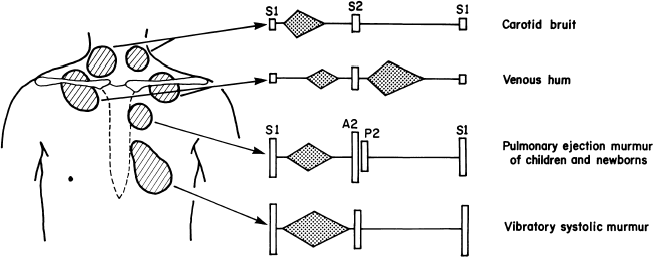 S1 S2 S1 Carotid bruit
Venous hum
S1 A2 P2 S1
Pulmonary ejection murmur
of children and newborns
Vibratory systolic murmur